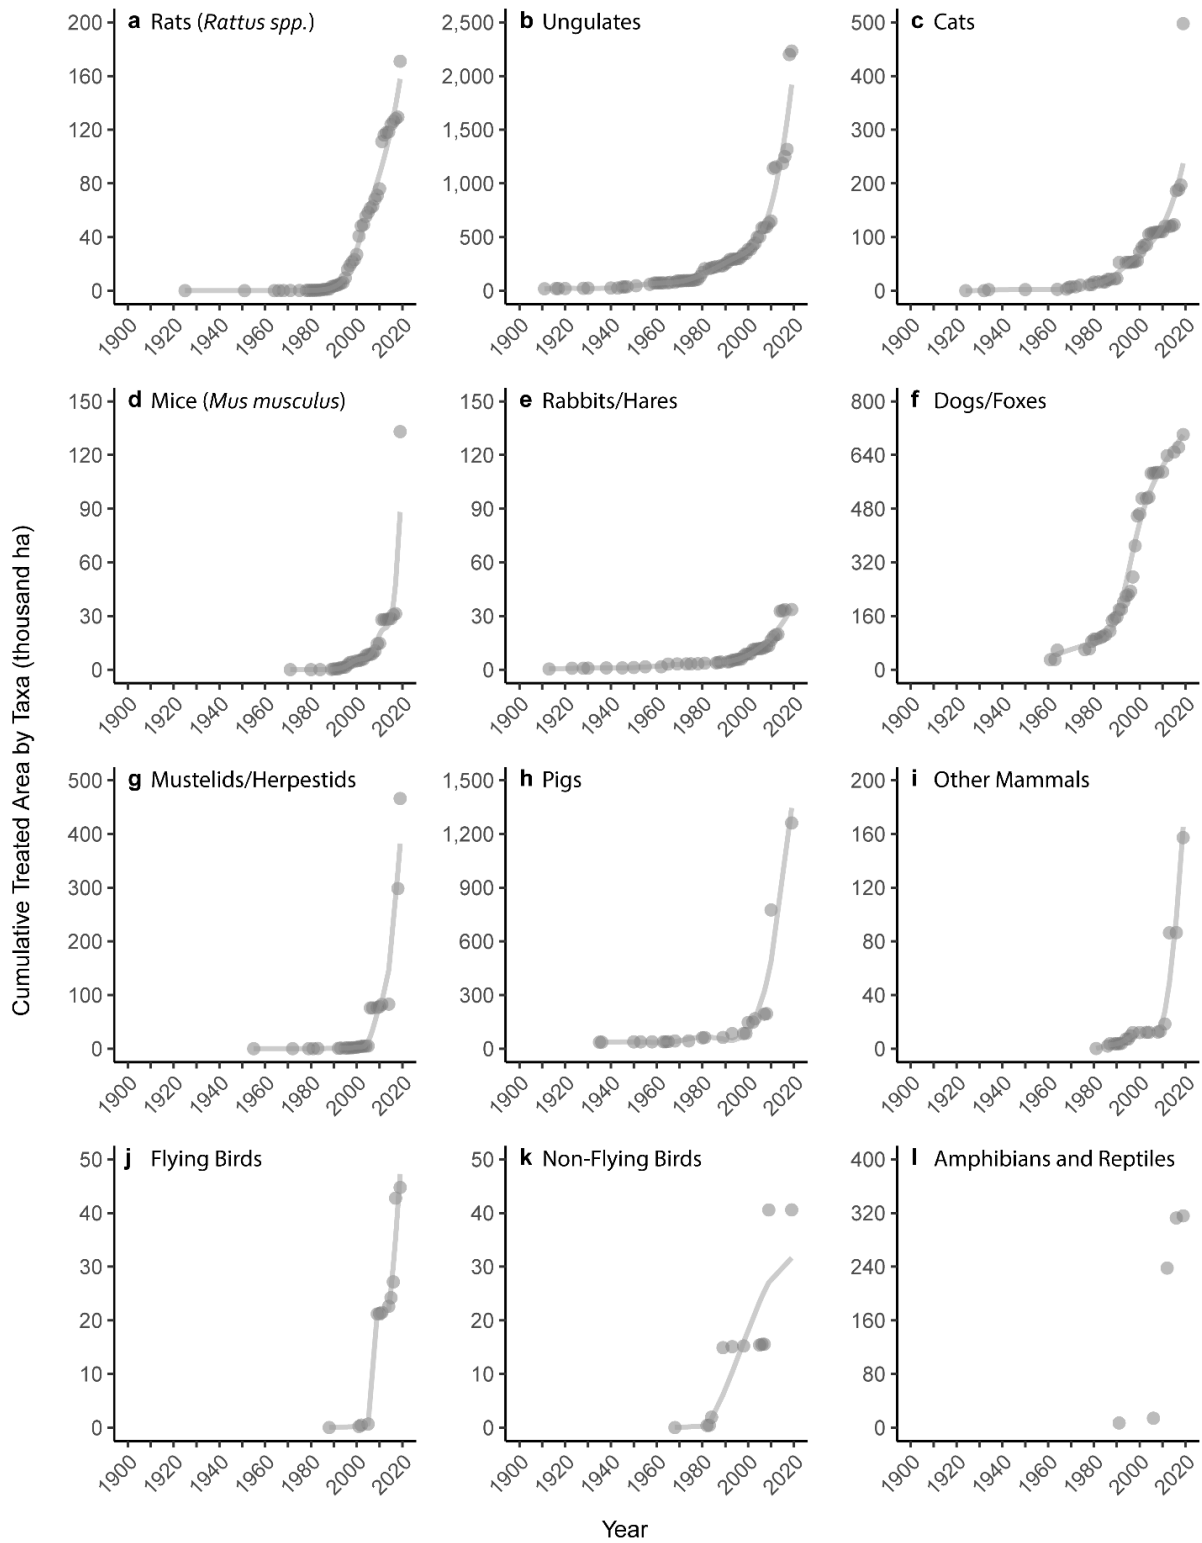 a Rats (Rattus spp.)
200
160
120
80
40
0
1900 1920 1940 1960 1980 2000 2020
b Ungulates
2,500
2,000
1,500
1,000
500
0
1900 1920 1940 1960 1980 2000 2020
c Cats
500
400
300
200
100
0
1900 1920 1940 1960 1980 2000 2020
d Mice (Mus musculus)
150
120
90
60
30
0
1900 1920 1940 1960 1980 2000 2020
e Rabbits/Hares
150
120
90
60
30
0
1900 1920 1940 1960 1980 2000 2020
f Dogs/Foxes
800
640
480
320
160
0
1900 1920 1940 1960 1980 2000 2020
Cumulative Treated Area by Taxa (thousand ha)
g Mustelids/Herpestids
500
400
300
200
100
0
1900 1920 1940 1960 1980 2000 2020
h Pigs
1,500
1,200
900
600
300
0
1900 1920 1940 1960 1980 2000 2020
i Other Mammals
200
160
120
80
40
0
1900 1920 1940 1960 1980 2000 2020
j Flying Birds
50
40
30
20
10
0
1900 1920 1940 1960 1980 2000 2020
k Non-Flying Birds
50
40
30
20
10
0
1900 1920 1940 1960 1980 2000 2020
l Amphibians and Reptiles
400
320
240
160
80
0
1900 1920 1940 1960 1980 2000 2020
Year